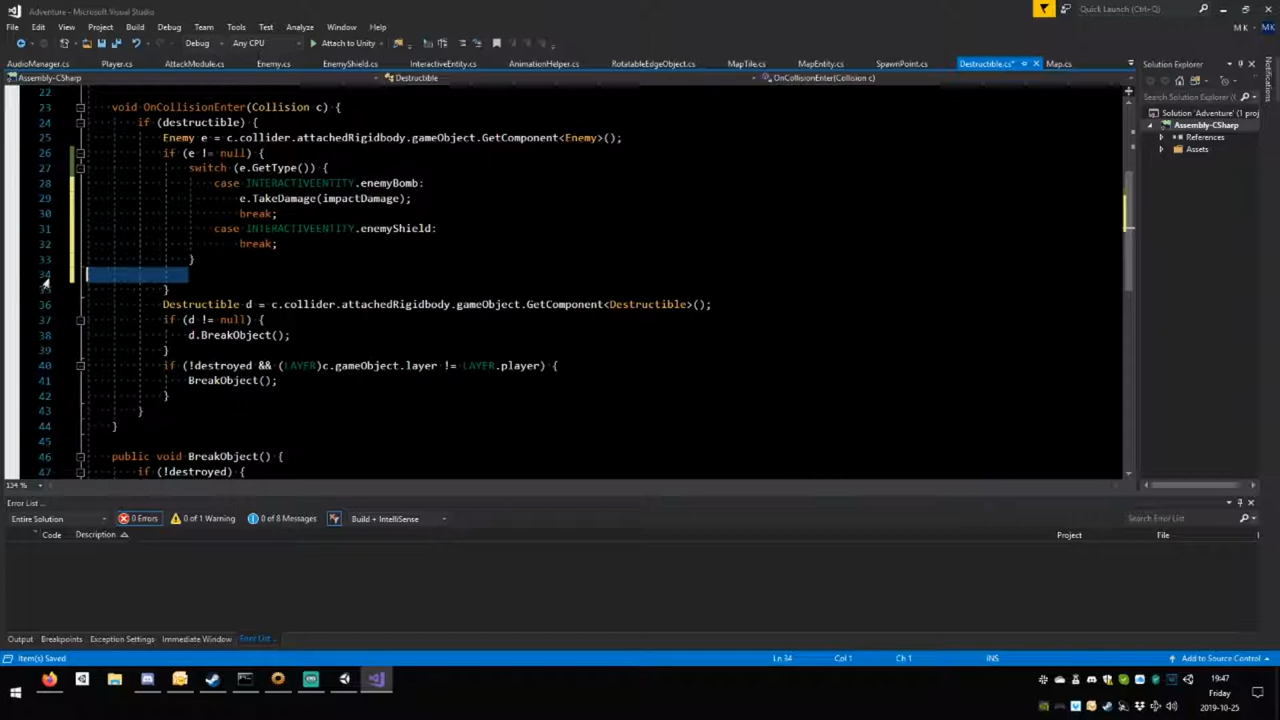 Adventure - Microsoft Visual Studio
Quick Launch (Ctrl+Q)
File Edit View Project Build Debug Team Tools Test Analyze Window Help
MK
MK
Debug Any CPU Attach to Unity
AudioManager.cs Player.cs AttackModule.cs Enemy.cs EnemyShield.cs InteractiveEntity.cs AnimationHelper.cs RotatableEdgeObject.cs MapTile.cs MapEntity.cs SpawnPoint.cs Destructible.cs* Map.cs
Solution Explorer
Assembly-CSharp Destructible OnCollisionEnter(Collision c)
Search Solution Explorer
Solution 'Adventure' (1 proj
Assembly-CSharp
References
Assets
Notifications
22
23 void OnCollisionEnter(Collision c) {
24 if (destructible) {
25 Enemy e = c.collider.attachedRigidbody.gameObject.GetComponent<Enemy>();
26 if (e != null) {
27 switch (e.GetType()) {
28 case INTERACTIVEENTITY.enemyBomb:
29 e.TakeDamage(impactDamage);
30 break;
31 case INTERACTIVEENTITY.enemyShield:
32 break;
33 }
34
35 }
36 Destructible d = c.collider.attachedRigidbody.gameObject.GetComponent<Destructible>();
37 if (d != null) {
38 d.BreakObject();
39 }
40 if (!destroyed && (LAYER)c.gameObject.layer != LAYER.player) {
41 BreakObject();
42 }
43 }
44 }
45
46 public void BreakObject() {
47 if (!destroyed) {
134 %
Error List ...
Entire Solution 0 Errors 0 of 1 Warning 0 of 8 Messages Build + IntelliSense Search Error List
Code Description Project File
Output Breakpoints Exception Settings Immediate Window Error List ...
Item(s) Saved Ln 34 Col 1 Ch 1 INS Add to Source Control
19:47
Friday
2019-10-25